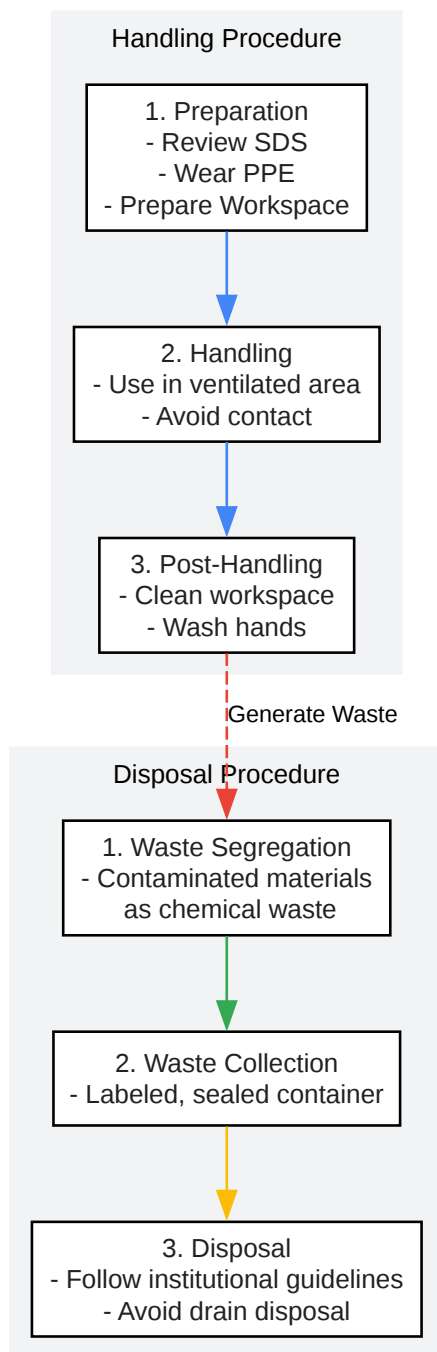 Handling Procedure
1. Preparation
- Review SDS
- Wear PPE
- Prepare Workspace
2. Handling
- Use in ventilated area
- Avoid contact
3. Post-Handling
- Clean workspace
- Wash hands
Generate Waste
Disposal Procedure
1. Waste Segregation
- Contaminated materials
as chemical waste
2. Waste Collection
- Labeled, sealed container
3. Disposal
- Follow institutional guidelines
- Avoid drain disposal